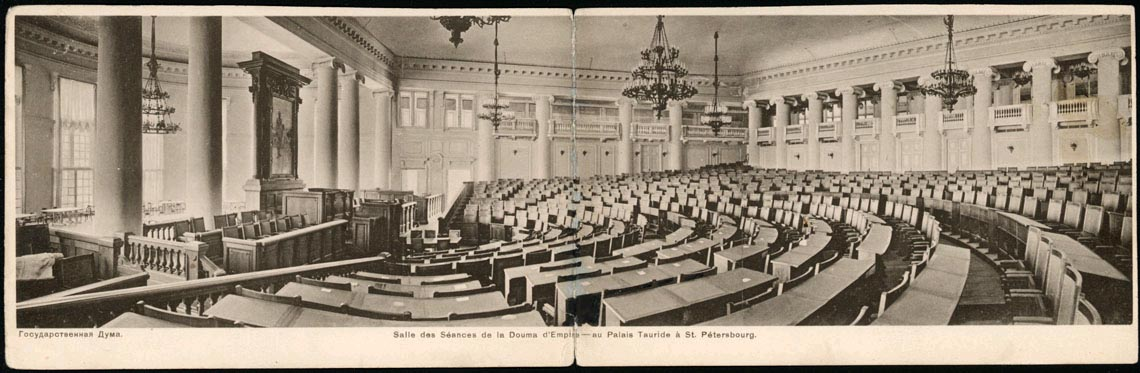 Государственная Дума.
Salle des Séances de la Douma d'Empire—au Palais Tauride à St. Pétersbourg.